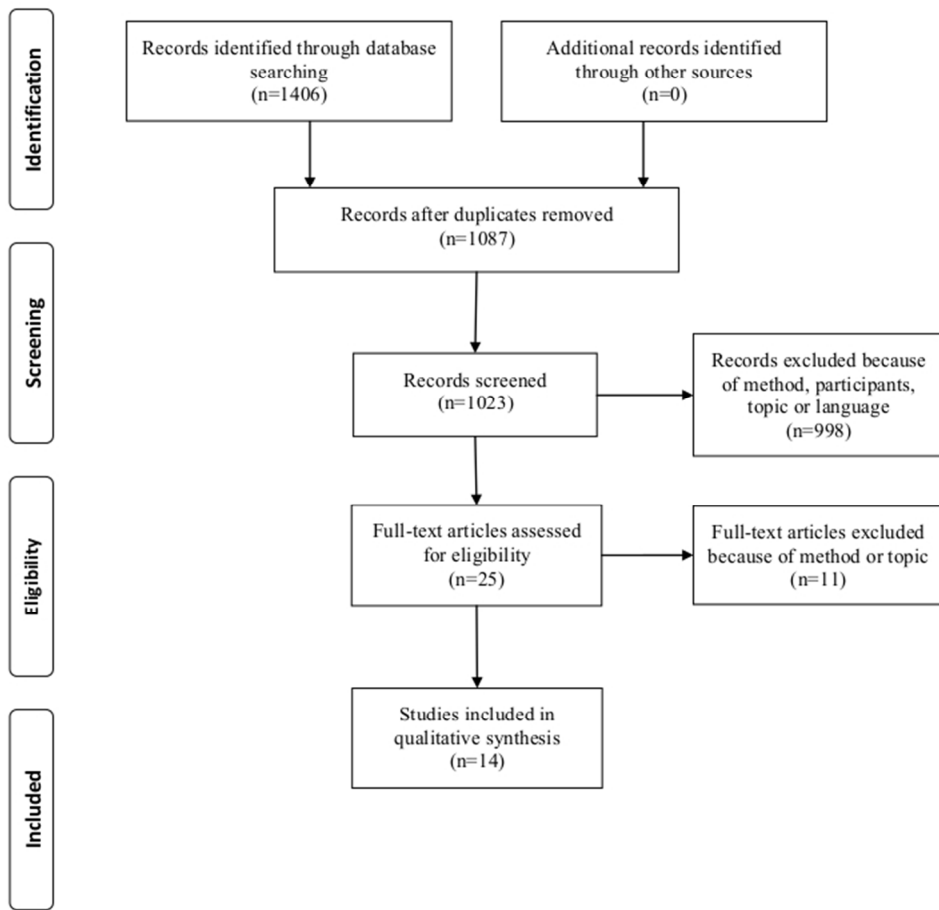 Identification
Records identified through database
searching
(n=1406)
Additional records identified
through other sources
(n=0)
Records after duplicates removed
(n=1087)
Screening
Records screened
(n=1023)
Records excluded because
of method, participants,
topic or language
(n=998)
Eligibility
Full-text articles assessed
for eligibility
(n=25)
Full-text articles excluded
because of method or topic
(n=11)
Included
Studies included in
qualitative synthesis
(n=14)